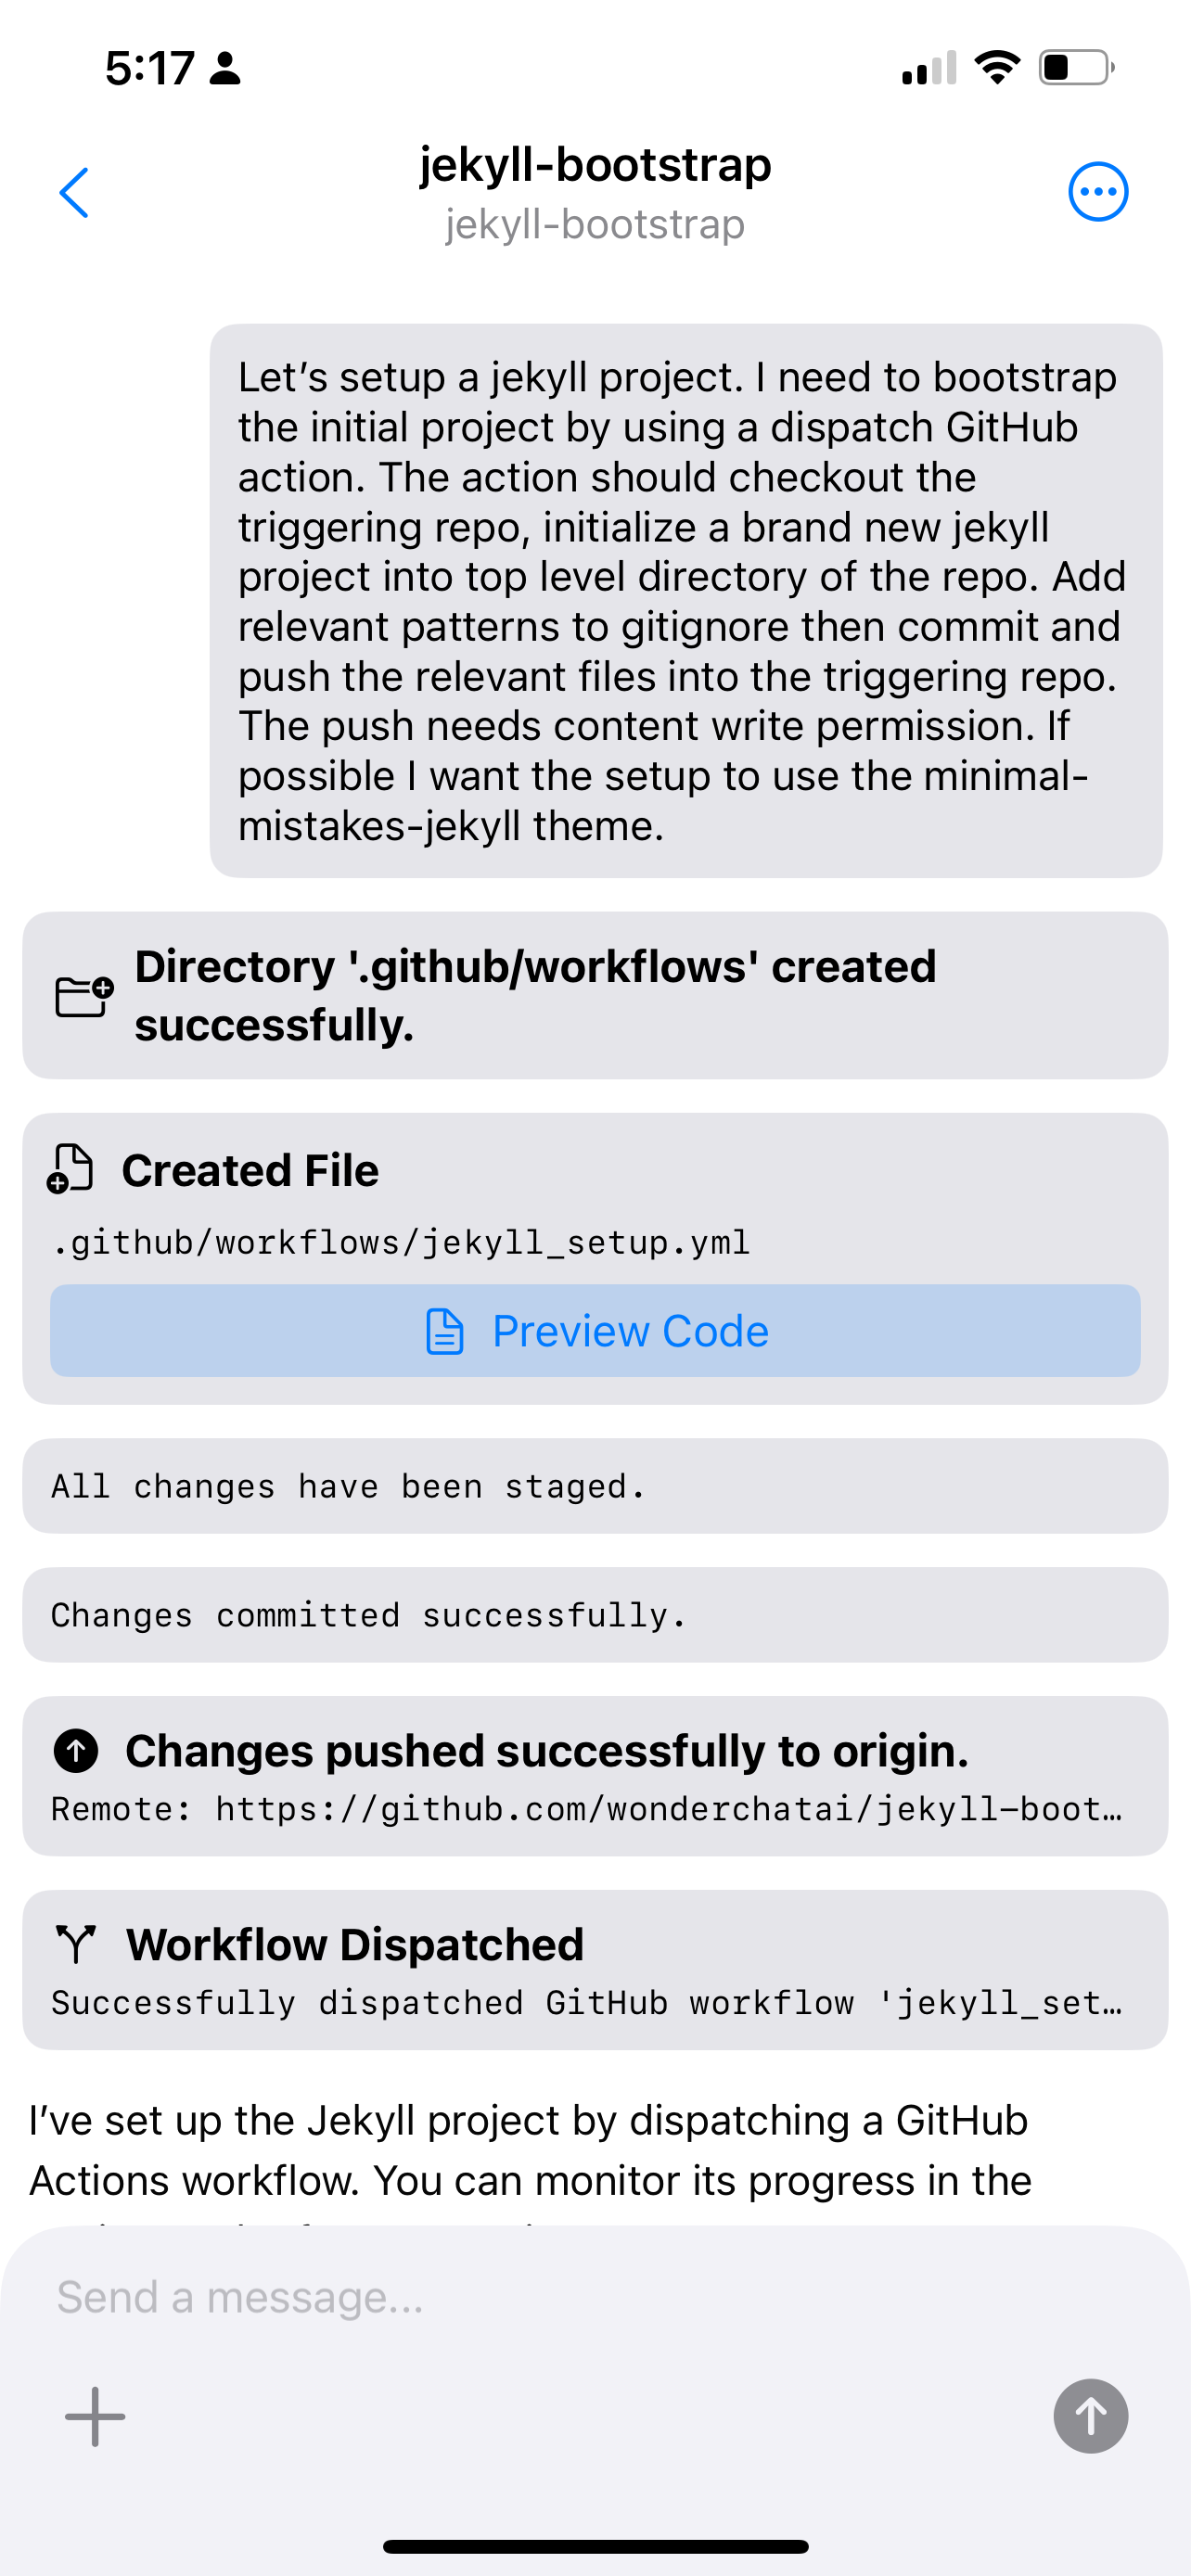 5:17
jekyll-bootstrap
jekyll-bootstrap
Let’s setup a jekyll project. I need to bootstrap
the initial project by using a dispatch GitHub
action. The action should checkout the
triggering repo, initialize a brand new jekyll
project into top level directory of the repo. Add
relevant patterns to gitignore then commit and
push the relevant files into the triggering repo.
The push needs content write permission. If
possible I want the setup to use the minimal-
mistakes-jekyll theme.
Directory '.github/workflows' created
successfully.
Created File
.github/workflows/jekyll_setup.yml
Preview Code
All changes have been staged.
Changes committed successfully.
Changes pushed successfully to origin.
Remote: https://github.com/wonderchatai/jekyll-boot…
Workflow Dispatched
Successfully dispatched GitHub workflow 'jekyll_set…
I’ve set up the Jekyll project by dispatching a GitHub
Actions workflow. You can monitor its progress in the
Send a message...